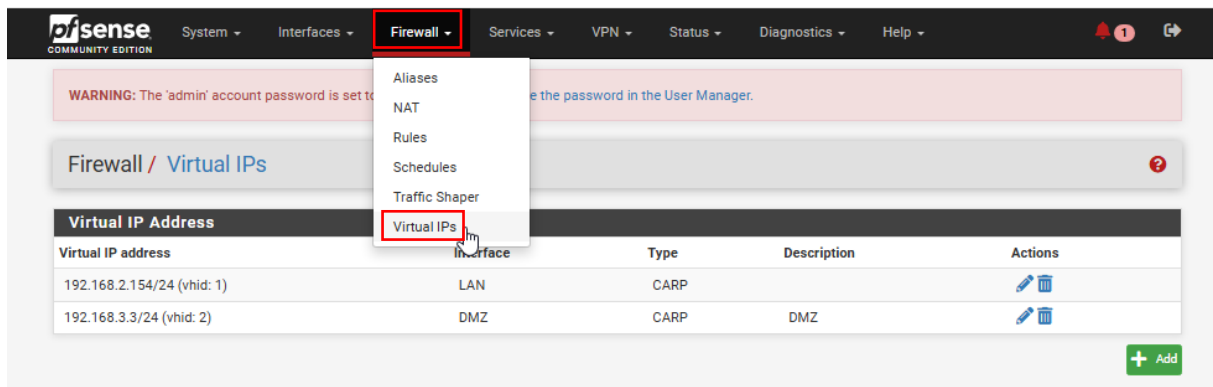 pfsense System Interfaces Firewall Services VPN Status Diagnostics Help 1
COMMUNITY EDITION
Aliases
NAT
Rules
Schedules
Traffic Shaper
Virtual IPs
WARNING: The 'admin' account password is set to e the password in the User Manager.
Firewall / Virtual IPs
Virtual IP Address
Virtual IP address Interface Type Description Actions
192.168.2.154/24 (vhid: 1) LAN CARP
192.168.3.3/24 (vhid: 2) DMZ CARP DMZ
+ Add